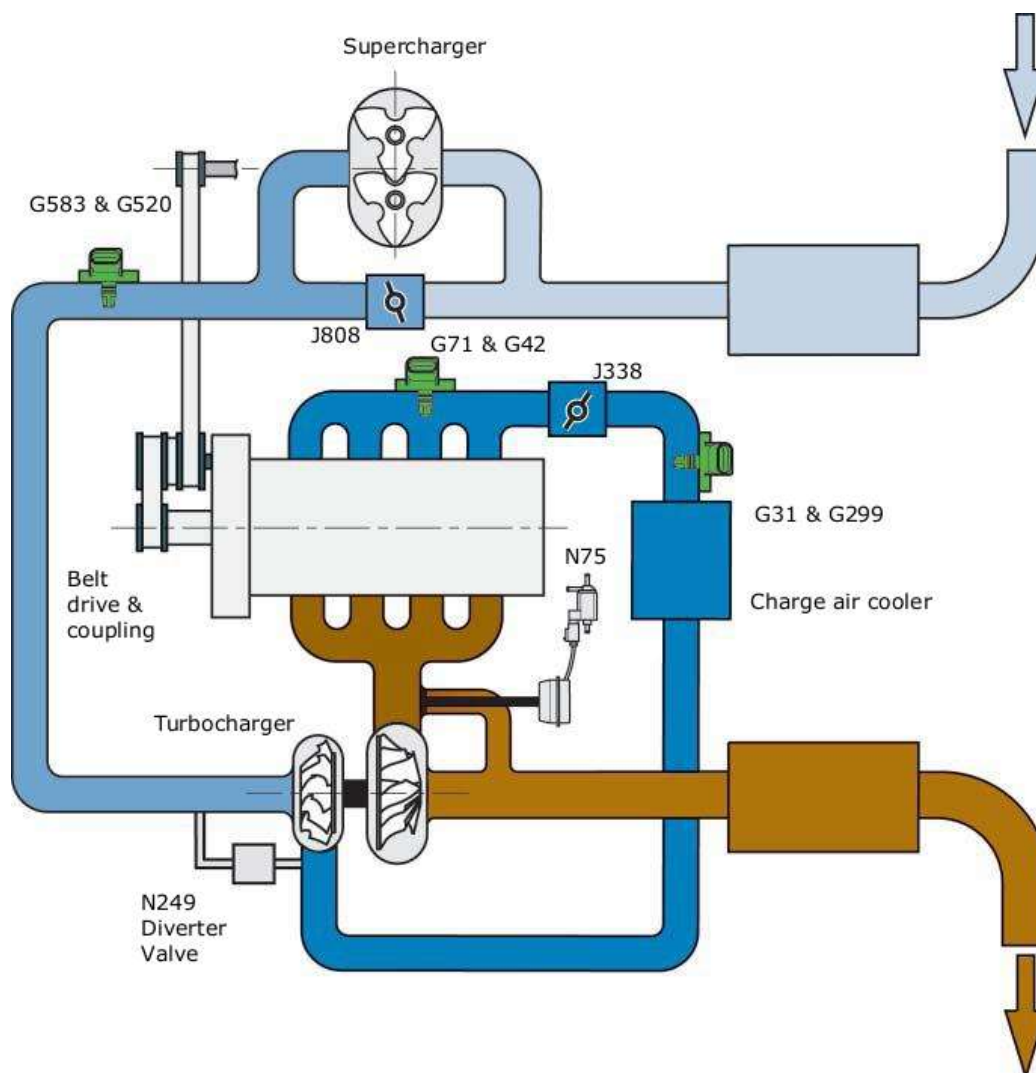 Supercharger
G583 & G520
J808
G71 & G42
J338
G31 & G299
N75
Belt
drive &
coupling
Charge air cooler
Turbocharger
N249
Diverter
Valve